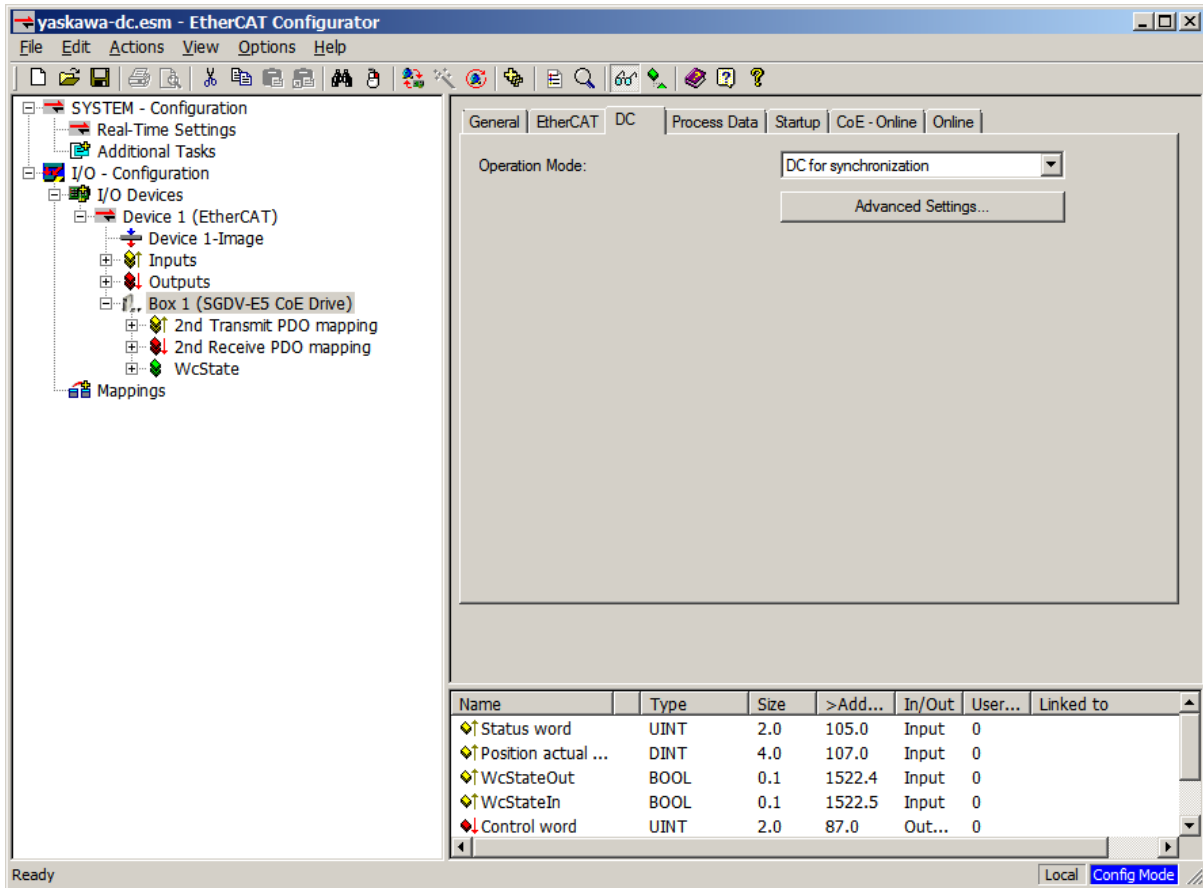 yaskawa-dc.esm - EtherCAT Configurator
File Edit Actions View Options Help
SYSTEM - Configuration
Real-Time Settings
Additional Tasks
I/O - Configuration
I/O Devices
Device 1 (EtherCAT)
Device 1-Image
Inputs
Outputs
Box 1 (SGDV-E5 CoE Drive)
2nd Transmit PDO mapping
2nd Receive PDO mapping
WcState
Mappings
General EtherCAT DC Process Data Startup CoE - Online Online
Operation Mode: DC for synchronization
Advanced Settings...
Name Type Size >Add... In/Out User... Linked to
Status word UINT 2.0 105.0 Input 0
Position actual ... DINT 4.0 107.0 Input 0
WcStateOut BOOL 0.1 1522.4 Input 0
WcStateIn BOOL 0.1 1522.5 Input 0
Control word UINT 2.0 87.0 Out... 0
Ready Local Config Mode